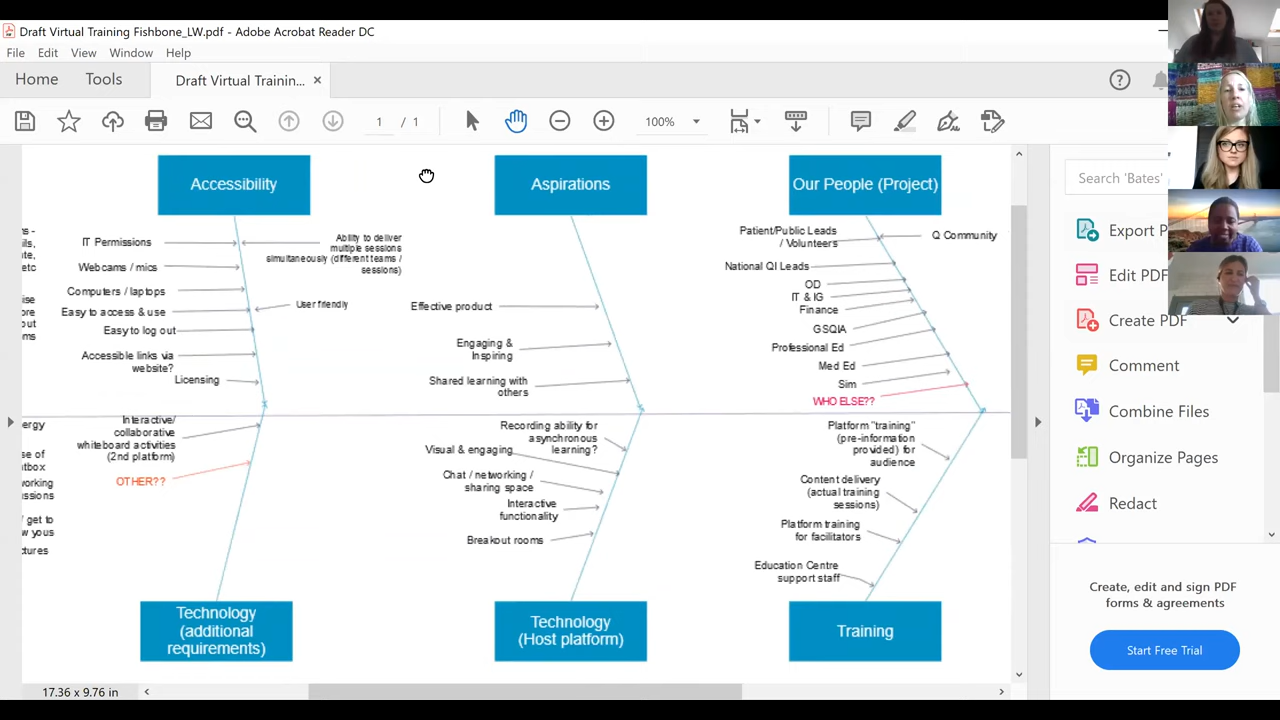 Draft Virtual Training Fishbone_LW.pdf - Adobe Acrobat Reader DC
File Edit View Window Help
Home Tools Draft Virtual Trainin... ×
1 / 1 100%
Search 'Bates'
Accessibility
Aspirations
Our People (Project)
IT Permissions
Webcams / mics
Computers / laptops
Easy to access & use
Easy to log out
Accessible links via
website?
Licensing
Ability to deliver
multiple sessions
simultaneously (different teams /
sessions)
User friendly
Effective product
Engaging &
Inspiring
Shared learning with
others
Patient/Public Leads
/ Volunteers
Q Community
National QI Leads
OD
IT & IG
Finance
GSQIA
Professional Ed
Med Ed
Sim
WHO ELSE??
Interactive/
collaborative
whiteboard activities
(2nd platform)
OTHER??
Recording ability for
asynchronous
learning?
Visual & engaging
Chat / networking /
sharing space
Interactive
functionality
Breakout rooms
Platform "training"
(pre-information
provided) for
audience
Content delivery
(actual training
sessions)
Platform training
for facilitators
Education Centre
support staff
Technology
(additional
requirements)
Technology
(Host platform)
Training
Export P
Edit PDF
Create PDF
Comment
Combine Files
Organize Pages
Redact
Create, edit and sign PDF
forms & agreements
Start Free Trial
17.36 x 9.76 in